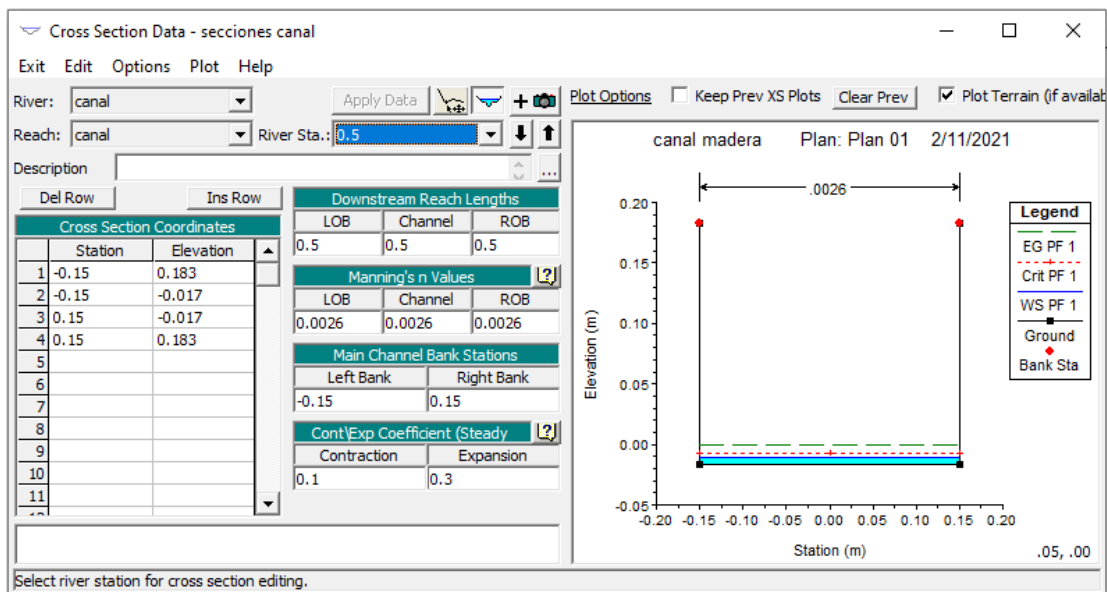 Cross Section Data - secciones canal
Exit Edit Options Plot Help
River: canal
Apply Data
Reach: canal
River Sta.: 0.5
Description
...
Del Row Ins Row
Cross Section Coordinates
Station Elevation
1 -0.15 0.183
2 -0.15 -0.017
3 0.15 -0.017
4 0.15 0.183
5
6
7
8
9
10
11
Downstream Reach Lengths
LOB Channel ROB
0.5 0.5 0.5
Manning's n Values
LOB Channel ROB
0.0026 0.0026 0.0026
Main Channel Bank Stations
Left Bank Right Bank
-0.15 0.15
Cont\Exp Coefficient (Steady
Contraction Expansion
0.1 0.3
Select river station for cross section editing.
Plot Options Keep Prev XS Plots Clear Prev Plot Terrain (if availab
canal madera Plan: Plan 01 2/11/2021
.0026
0.20
0.15
0.10
0.05
0.00
-0.05
Elevation (m)
-0.20 -0.15 -0.10 -0.05 0.00 0.05 0.10 0.15 0.20
Station (m)
.05, .00
Legend
EG PF 1
Crit PF 1
WS PF 1
Ground
Bank Sta